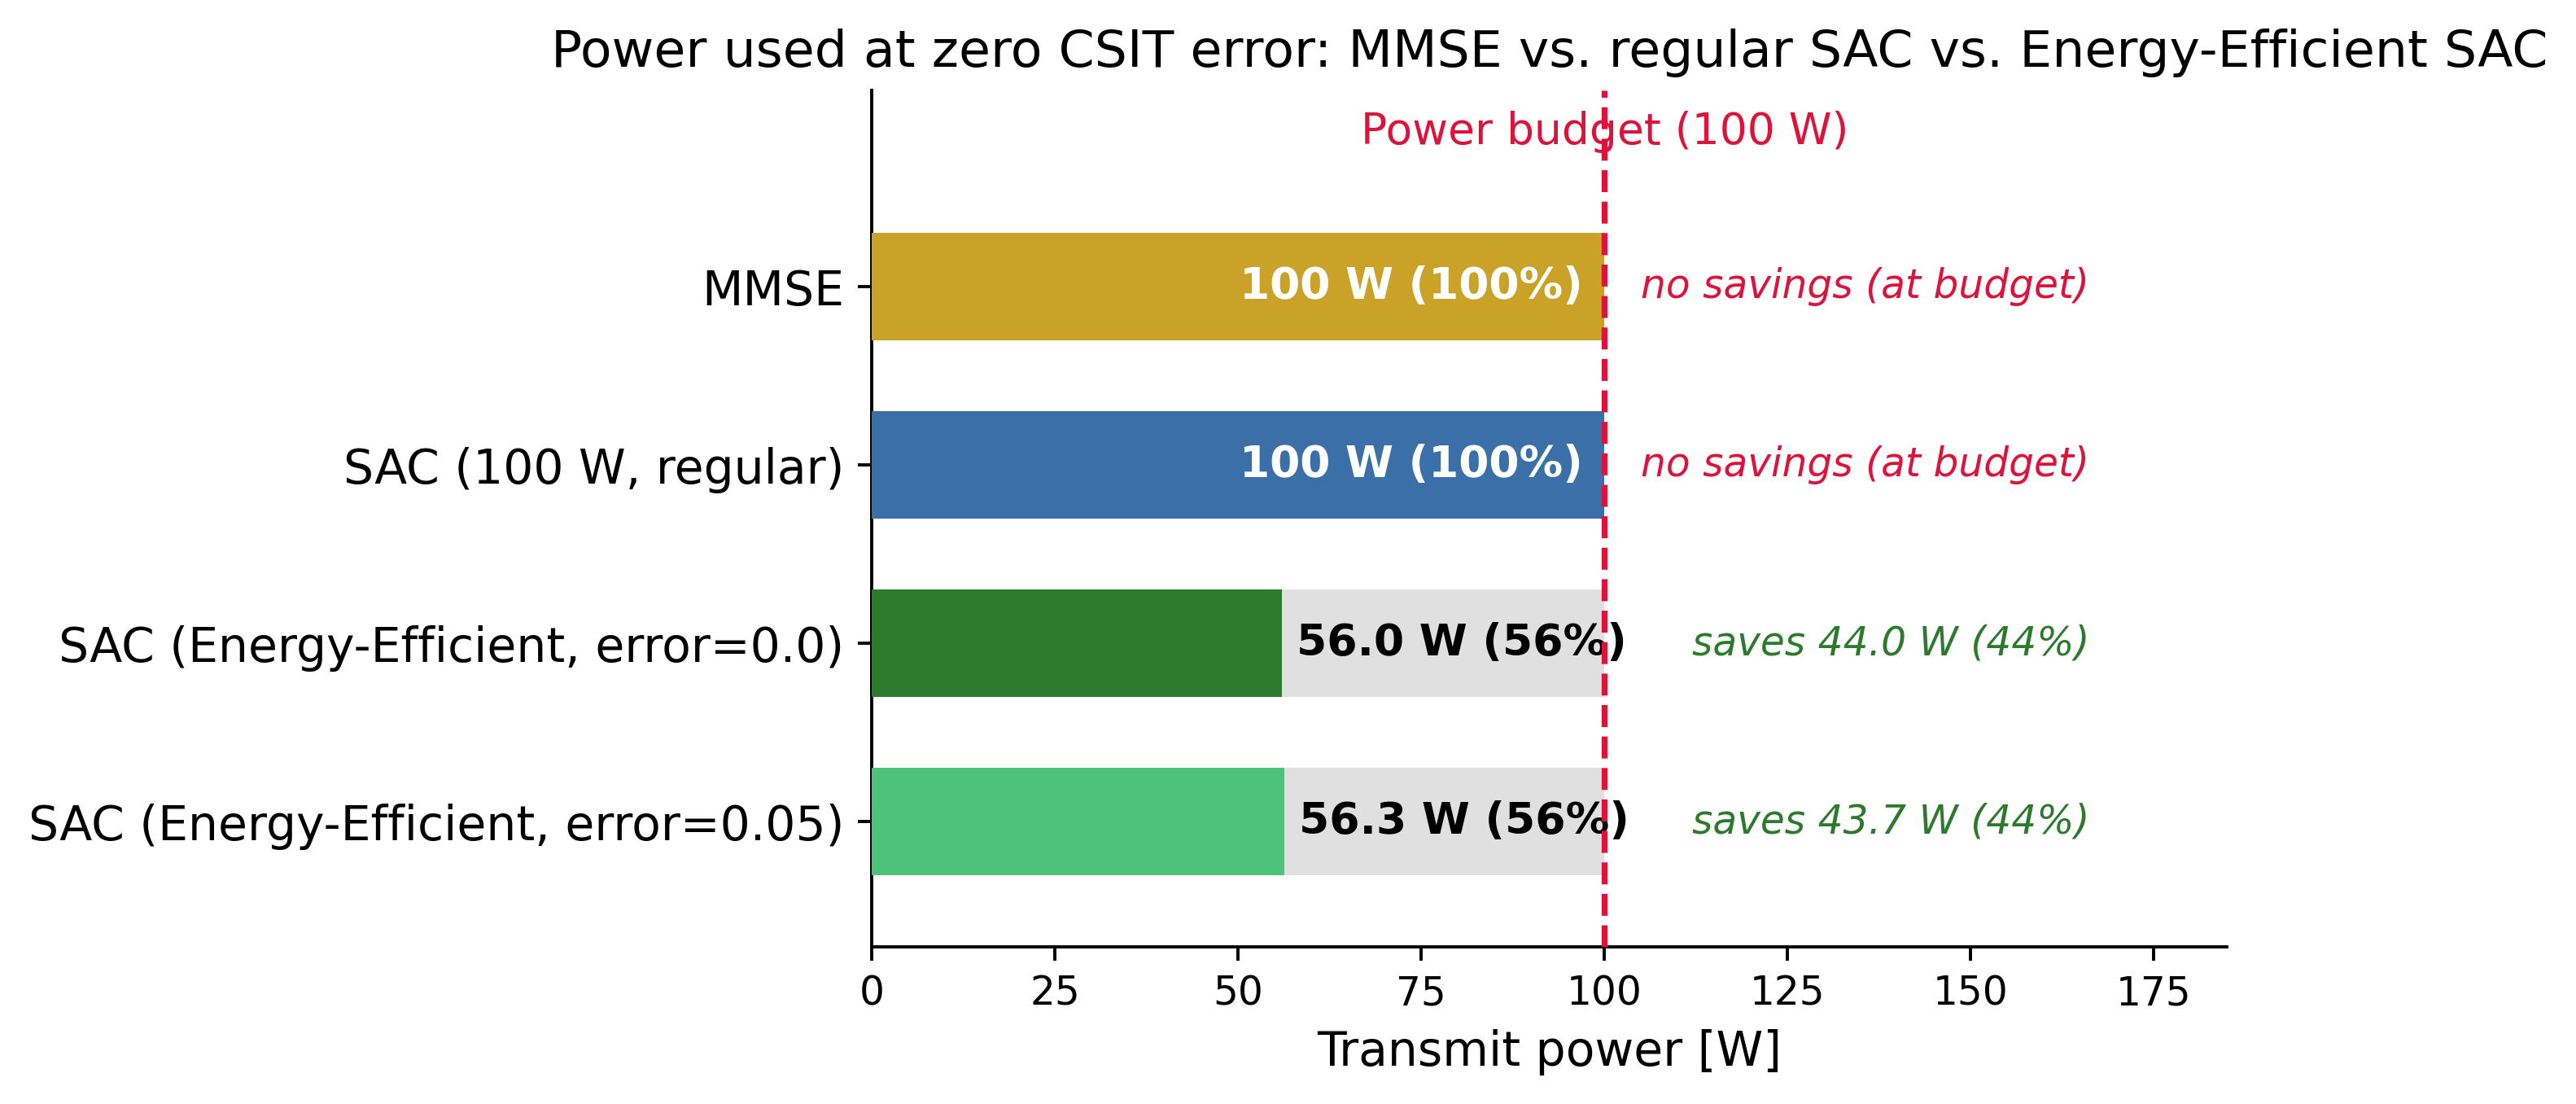 Power used at zero CSIT error: MMSE vs. regular SAC vs. Energy-Efficient SAC
Power budget (100 W)
MMSE
100 W (100%)
no savings (at budget)
SAC (100 W, regular)
100 W (100%)
no savings (at budget)
SAC (Energy-Efficient, error=0.0)
56.0 W (56%)
saves 44.0 W (44%)
SAC (Energy-Efficient, error=0.05)
56.3 W (56%)
saves 43.7 W (44%)
0 25 50 75 100 125 150 175
Transmit power [W]